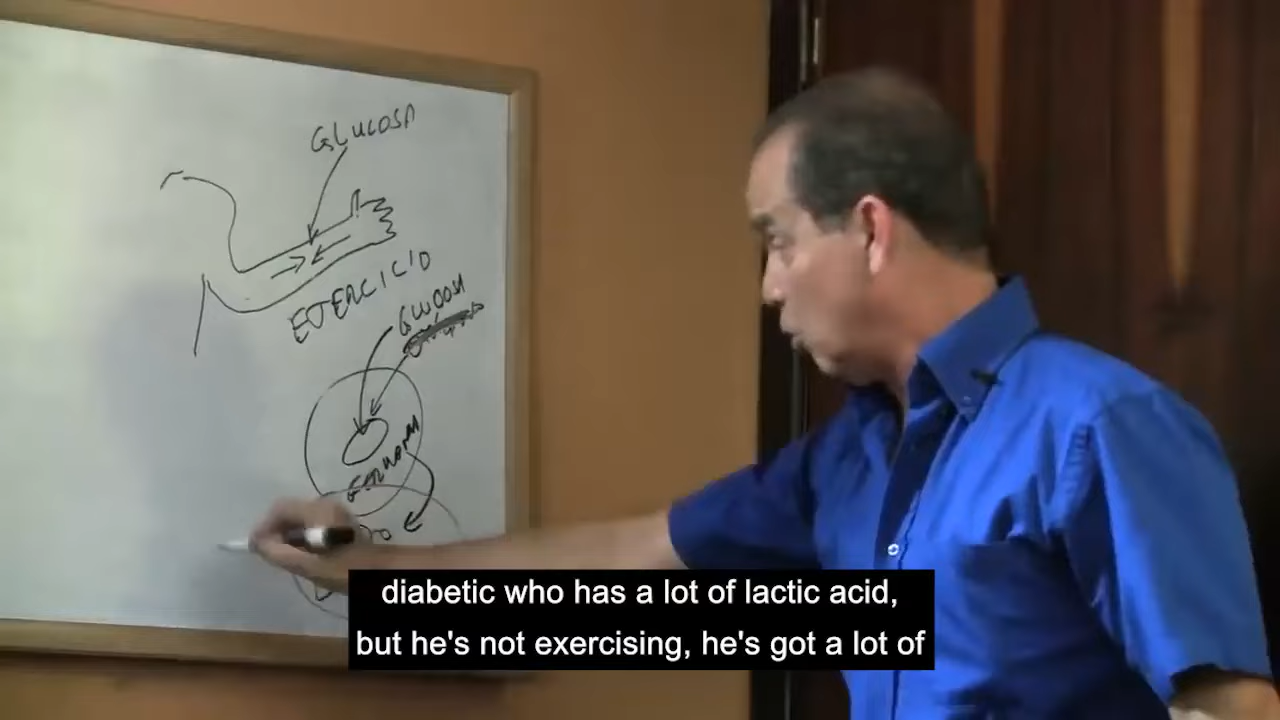 GLUCOSA
EJERCICIO
GLUCOSA
diabetic who has a lot of lactic acid,
but he's not exercising, he's got a lot of